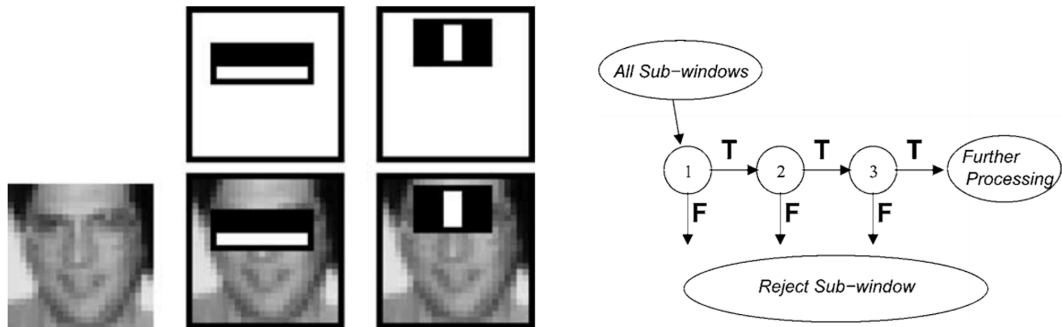 All Sub-windows
1 T 2 T 3 T
Further
Processing
F F F
Reject Sub-window